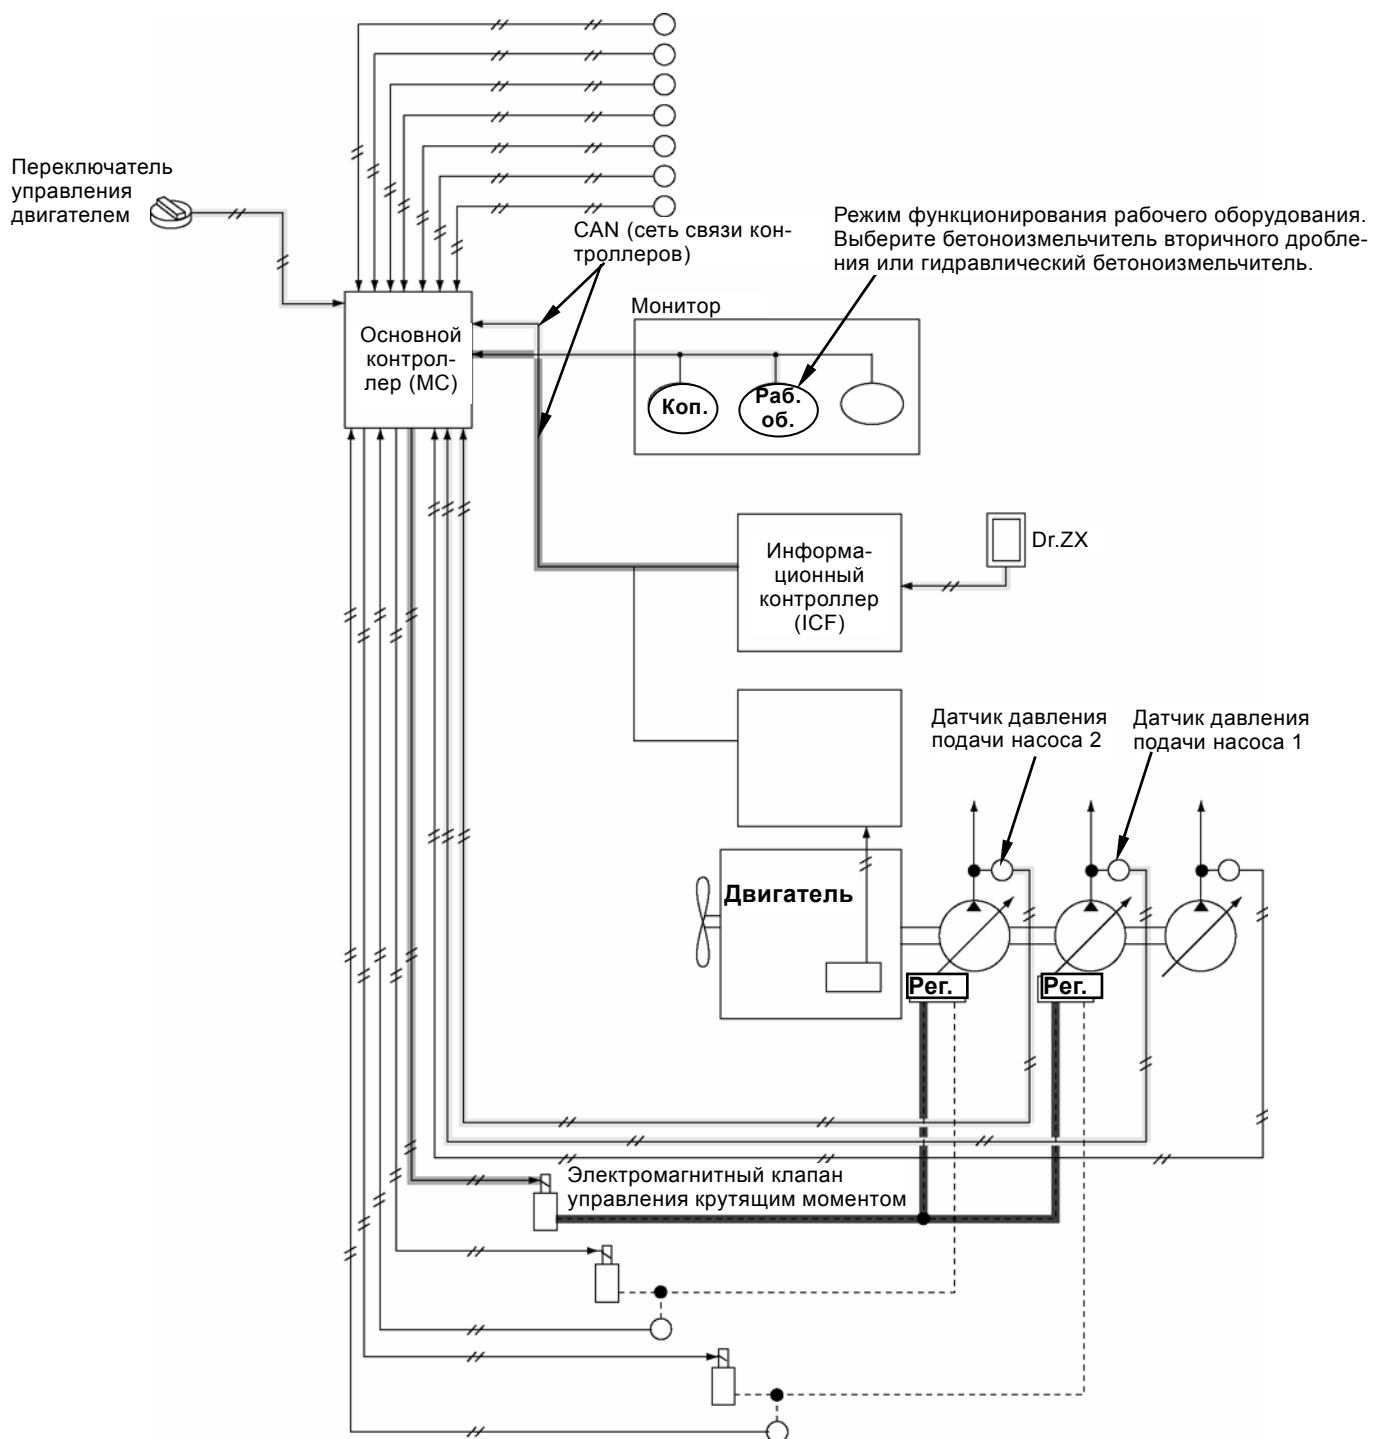 Переключатель
управления
двигателем
CAN (сеть связи кон-
троллеров)
Режим функционирования рабочего оборудования.
Выберите бетоноизмельчитель вторичного дробле-
ния или гидравлический бетоноизмельчитель.
Монитор
Основной
контрол-
лер (MC)
Коп.
Раб.
об.
Информа-
ционный
контроллер
(ICF)
Dr.ZX
Датчик давления
подачи насоса 2
Датчик давления
подачи насоса 1
Двигатель
Рег.
Рег.
Электромагнитный клапан
управления крутящим моментом